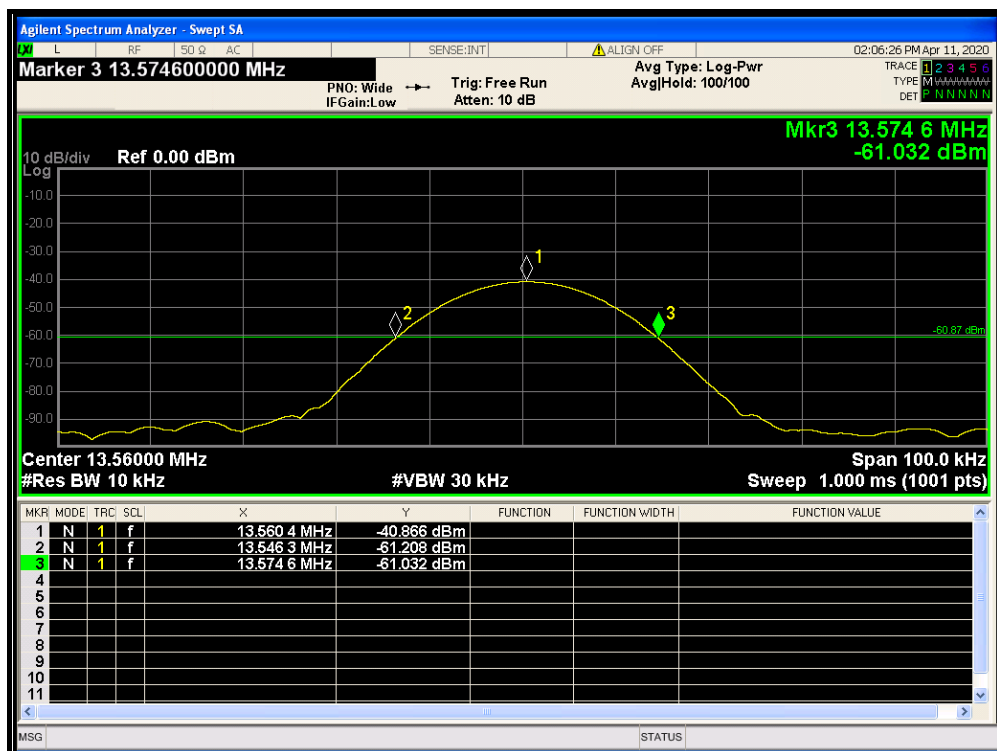 Agilent Spectrum Analyzer - Swept SA
LXI L RF 50 Ω AC SENSE:INT ALIGN OFF 02:06:26 PM Apr 11, 2020
Marker 3 13.574600000 MHz
PNO: Wide
IFGain:Low
Trig: Free Run
Atten: 10 dB
Avg Type: Log-Pwr
Avg|Hold: 100/100
TRACE 1 2 3 4 5 6
TYPE M
DET P N N N N N
Mkr3 13.574 6 MHz
-61.032 dBm
10 dB/div Ref 0.00 dBm
Log
-10.0
-20.0
-30.0
1
-40.0
-50.0
2
3
-60.0
-60.87 dBm
-70.0
-80.0
-90.0
Center 13.56000 MHz Span 100.0 kHz
#Res BW 10 kHz #VBW 30 kHz Sweep 1.000 ms (1001 pts)
MKR MODE TRC SCL X Y FUNCTION FUNCTION WIDTH FUNCTION VALUE
1 N 1 f 13.560 4 MHz -40.866 dBm
2 N 1 f 13.546 3 MHz -61.208 dBm
3 N 1 f 13.574 6 MHz -61.032 dBm
4
5
6
7
8
9
10
11
MSG STATUS